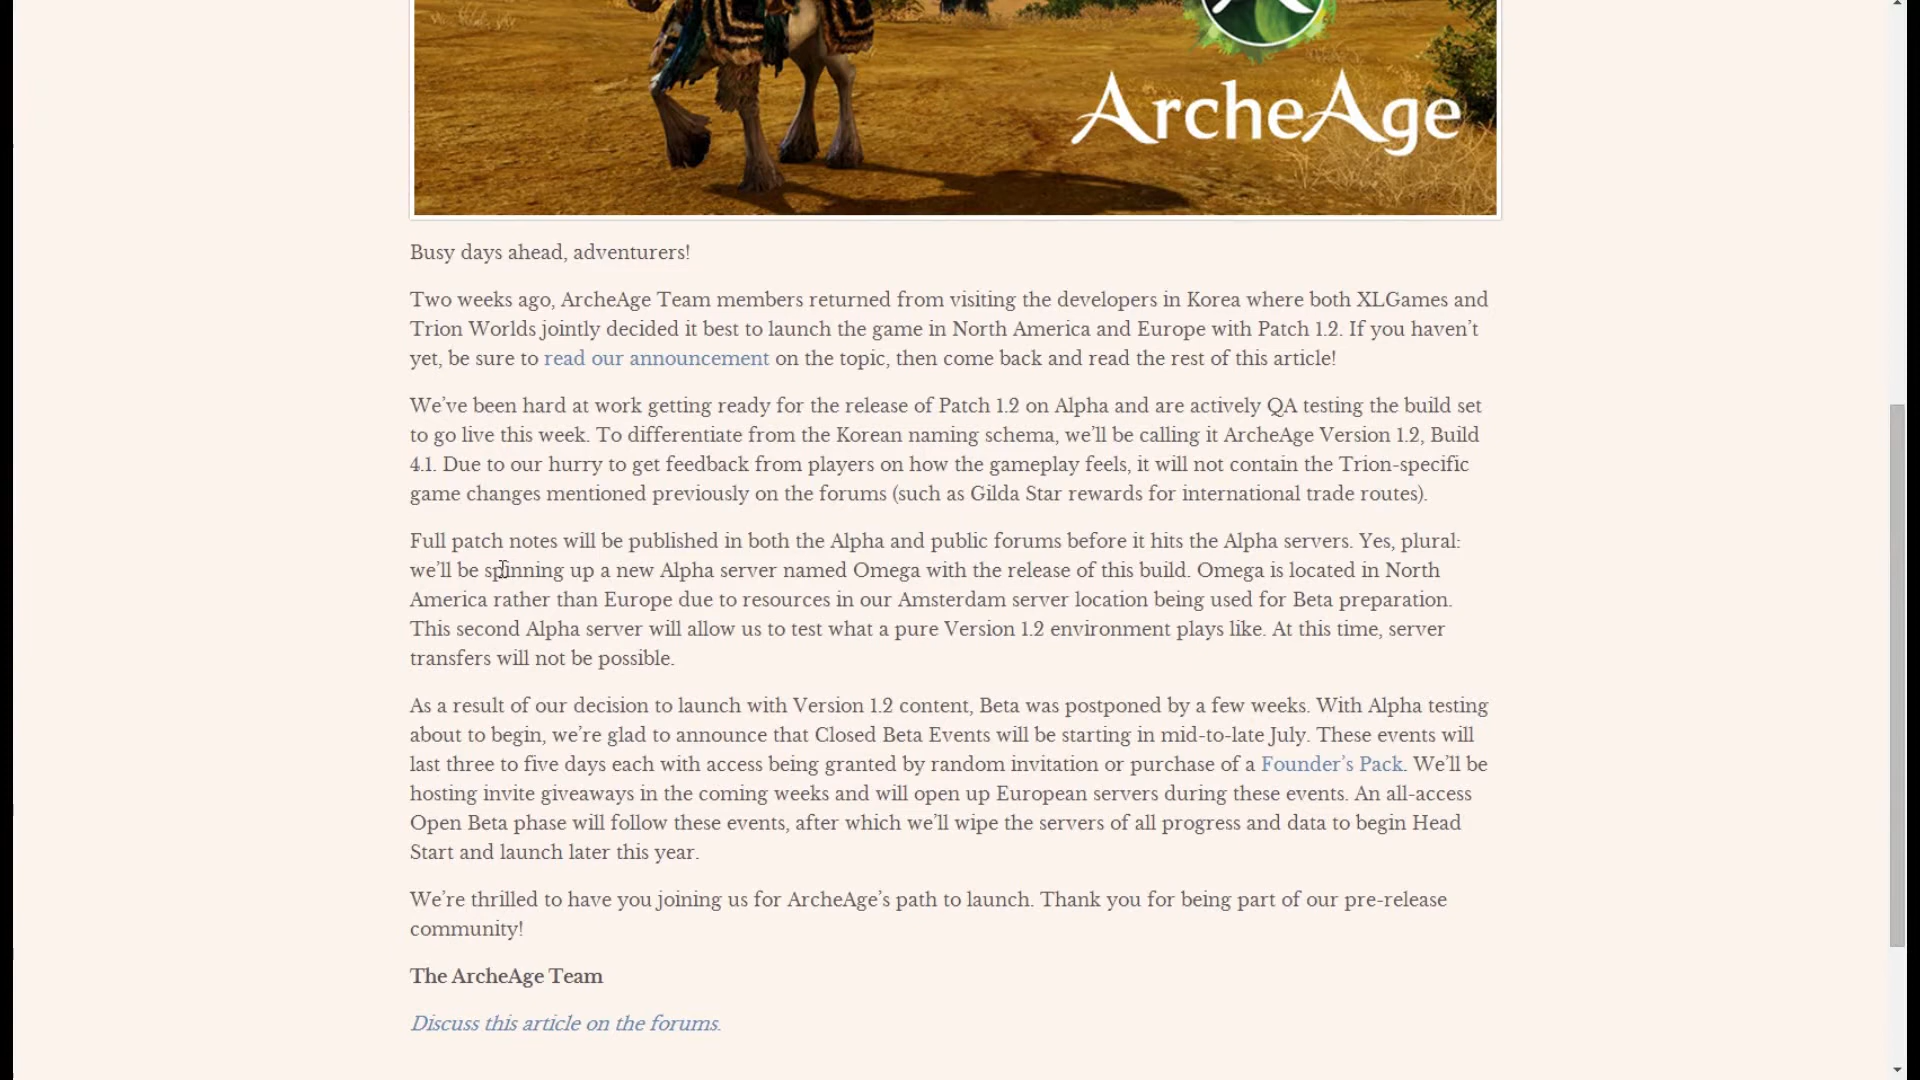 ArcheAge
Busy days ahead, adventurers!
Two weeks ago, ArcheAge Team members returned from visiting the developers in Korea where both XLGames and
Trion Worlds jointly decided it best to launch the game in North America and Europe with Patch 1.2. If you haven’t
yet, be sure to read our announcement on the topic, then come back and read the rest of this article!
We’ve been hard at work getting ready for the release of Patch 1.2 on Alpha and are actively QA testing the build set
to go live this week. To differentiate from the Korean naming schema, we’ll be calling it ArcheAge Version 1.2, Build
4.1. Due to our hurry to get feedback from players on how the gameplay feels, it will not contain the Trion-specific
game changes mentioned previously on the forums (such as Gilda Star rewards for international trade routes).
Full patch notes will be published in both the Alpha and public forums before it hits the Alpha servers. Yes, plural:
we’ll be spinning up a new Alpha server named Omega with the release of this build. Omega is located in North
America rather than Europe due to resources in our Amsterdam server location being used for Beta preparation.
This second Alpha server will allow us to test what a pure Version 1.2 environment plays like. At this time, server
transfers will not be possible.
As a result of our decision to launch with Version 1.2 content, Beta was postponed by a few weeks. With Alpha testing
about to begin, we’re glad to announce that Closed Beta Events will be starting in mid-to-late July. These events will
last three to five days each with access being granted by random invitation or purchase of a Founder’s Pack. We’ll be
hosting invite giveaways in the coming weeks and will open up European servers during these events. An all-access
Open Beta phase will follow these events, after which we’ll wipe the servers of all progress and data to begin Head
Start and launch later this year.
We’re thrilled to have you joining us for ArcheAge’s path to launch. Thank you for being part of our pre-release
community!
The ArcheAge Team
Discuss this article on the forums.